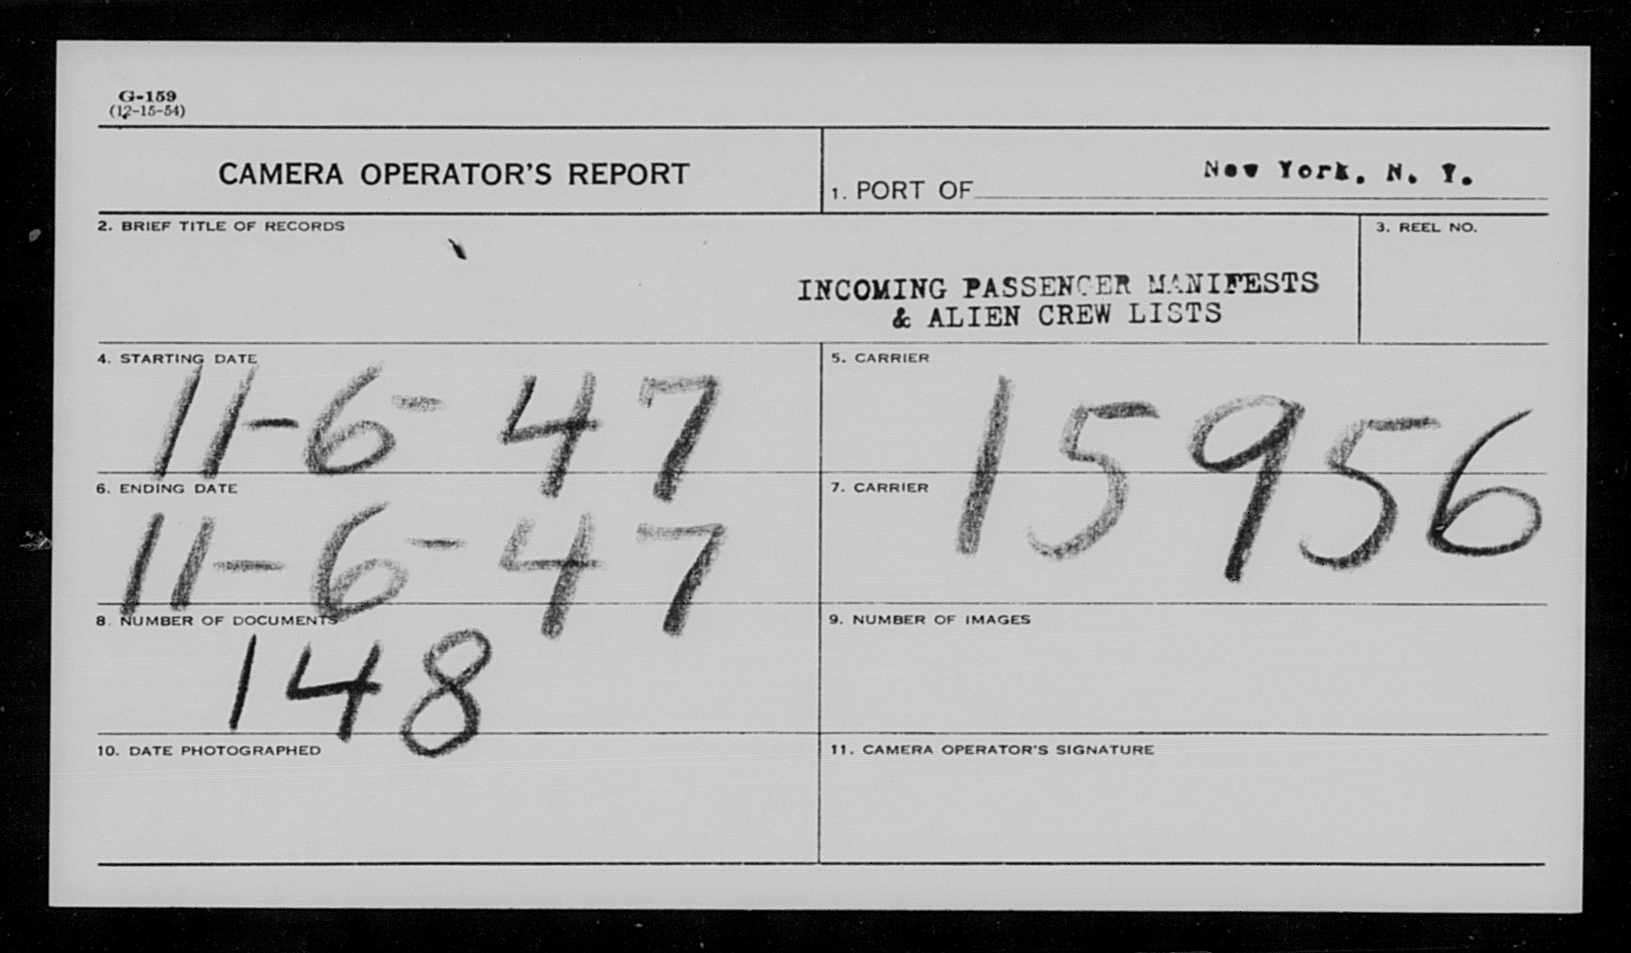 G-159
(12-15-54)
CAMERA OPERATOR'S REPORT
1. PORT OF New York, N. Y.
2. BRIEF TITLE OF RECORDS
INCOMING PASSENGER MANIFESTS
& ALIEN CREW LISTS
3. REEL NO.
4. STARTING DATE
11-6-47
5. CARRIER
15956
6. ENDING DATE
11-6-47
7. CARRIER
8. NUMBER OF DOCUMENTS
148
9. NUMBER OF IMAGES
10. DATE PHOTOGRAPHED
11. CAMERA OPERATOR'S SIGNATURE